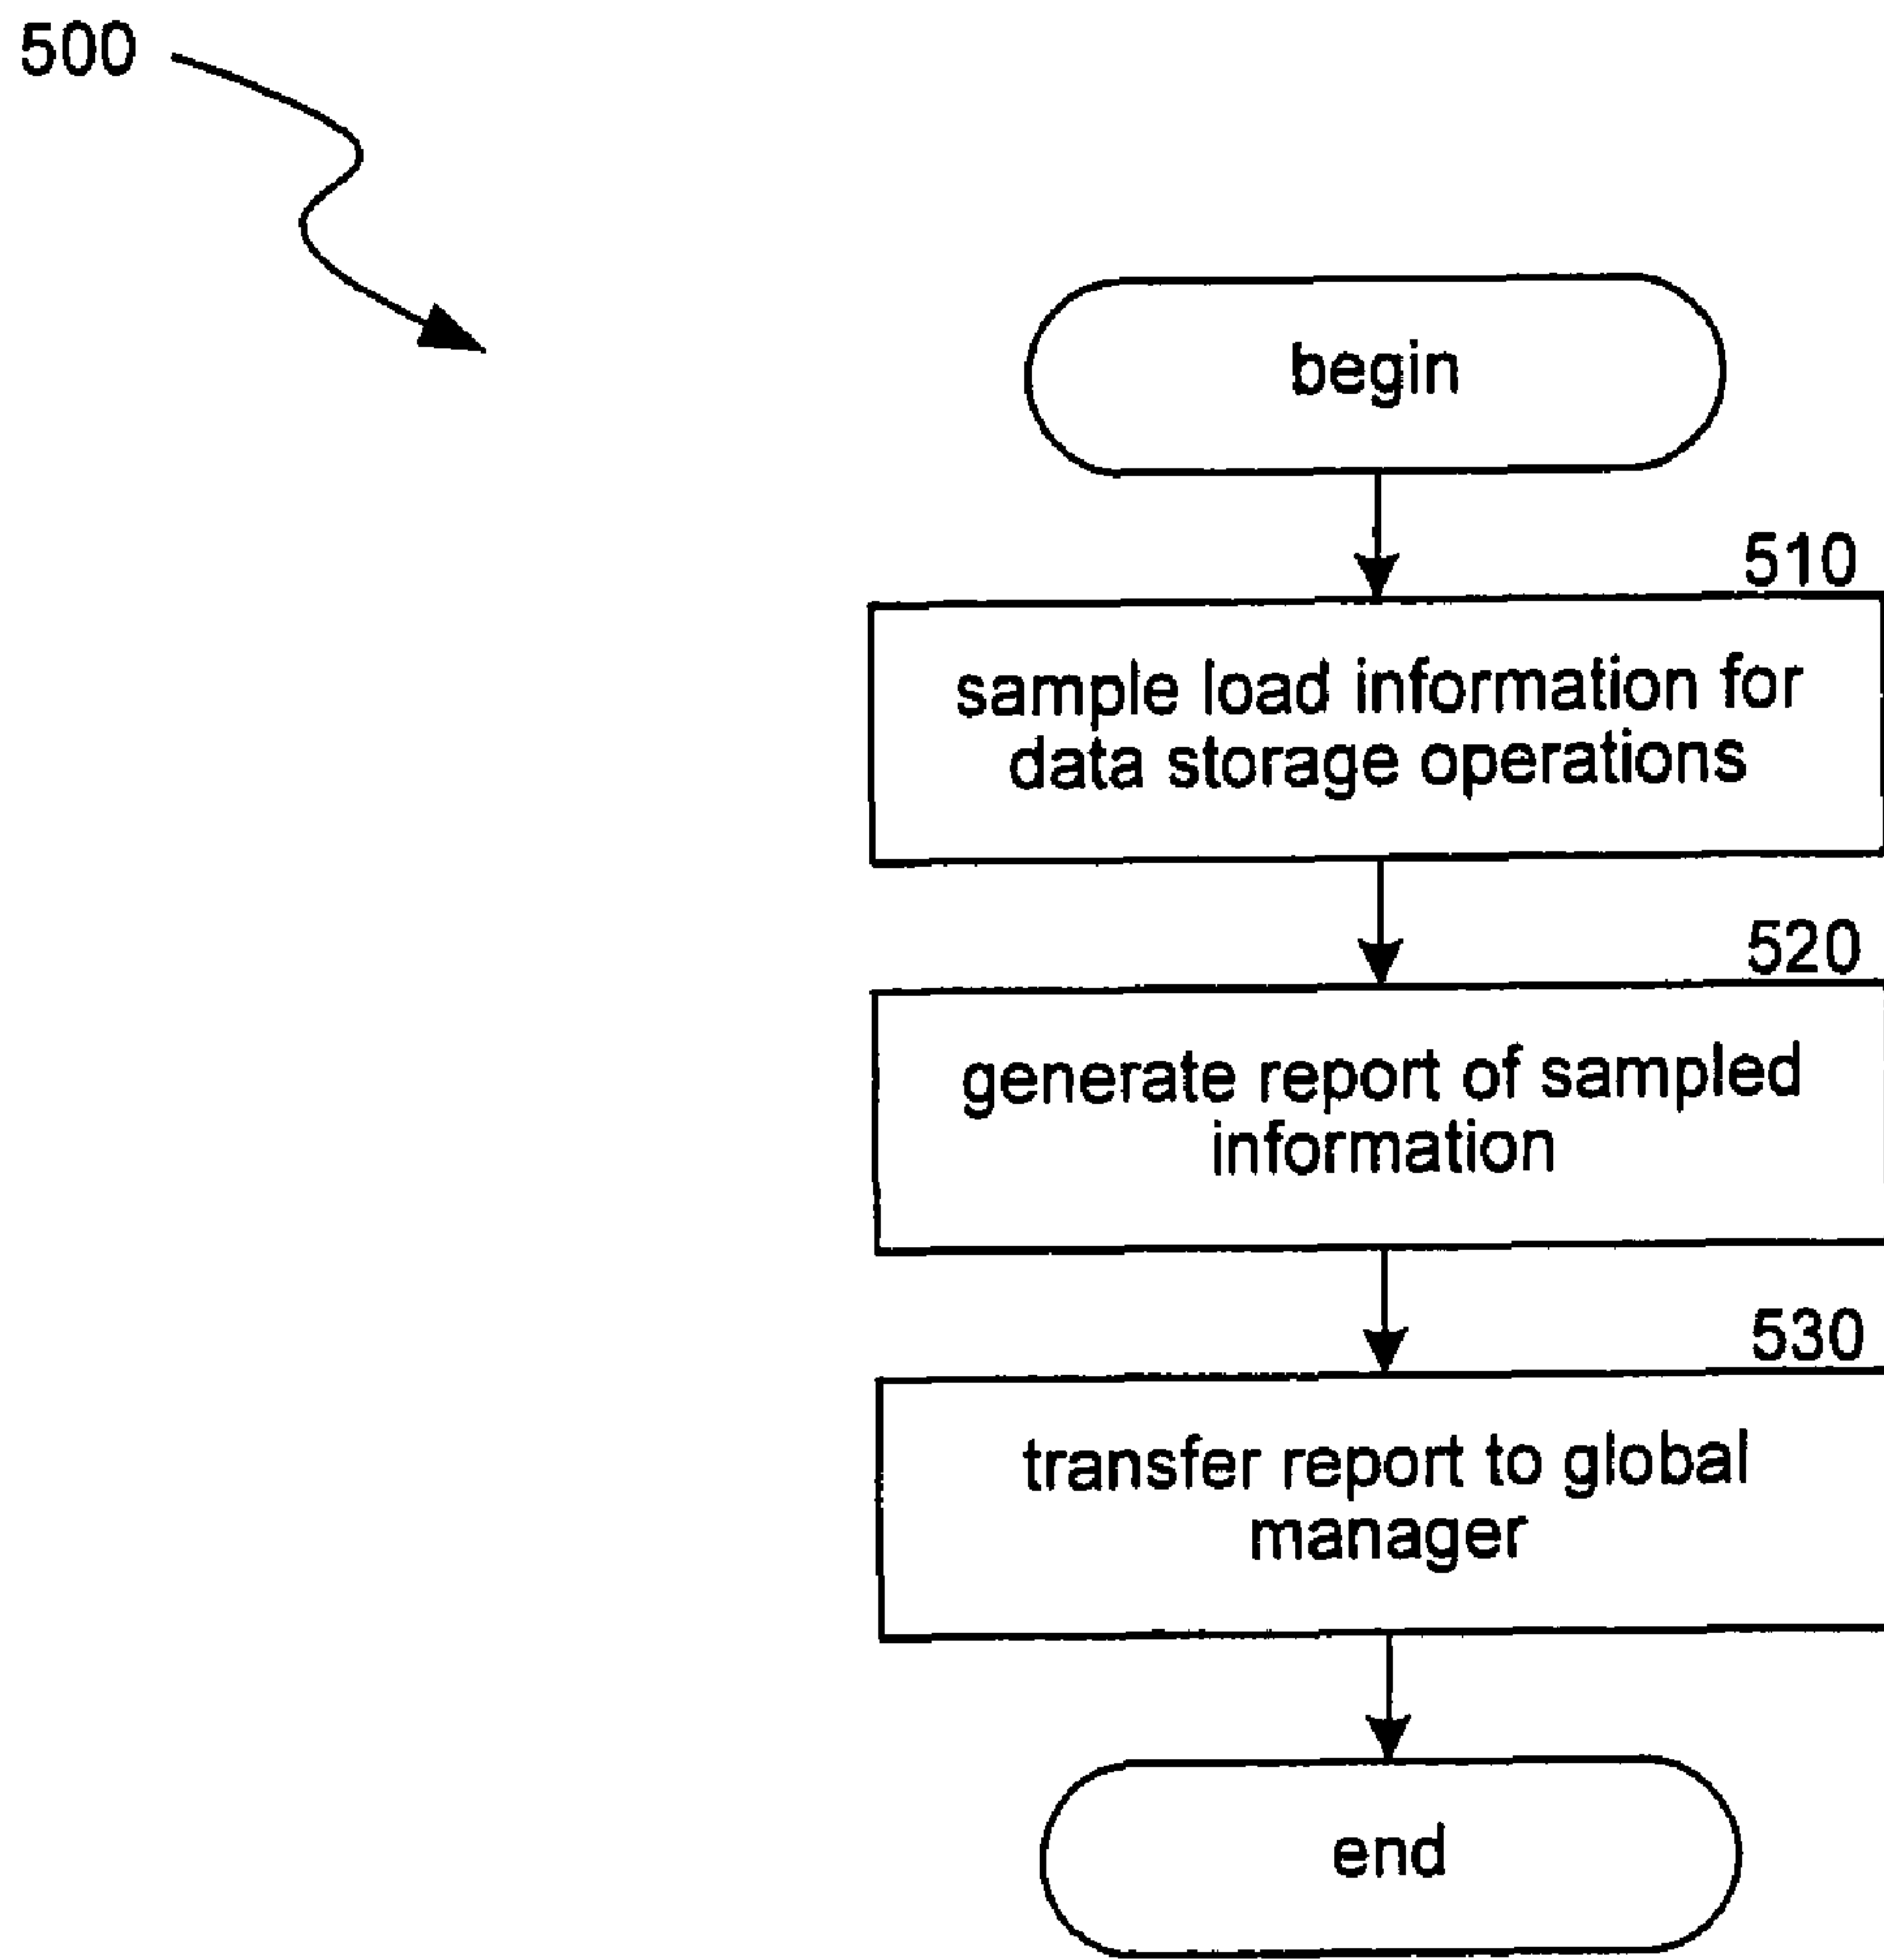 500
begin
510
sample load information for
data storage operations
520
generate report of sampled
information
530
transfer report to global
manager
end